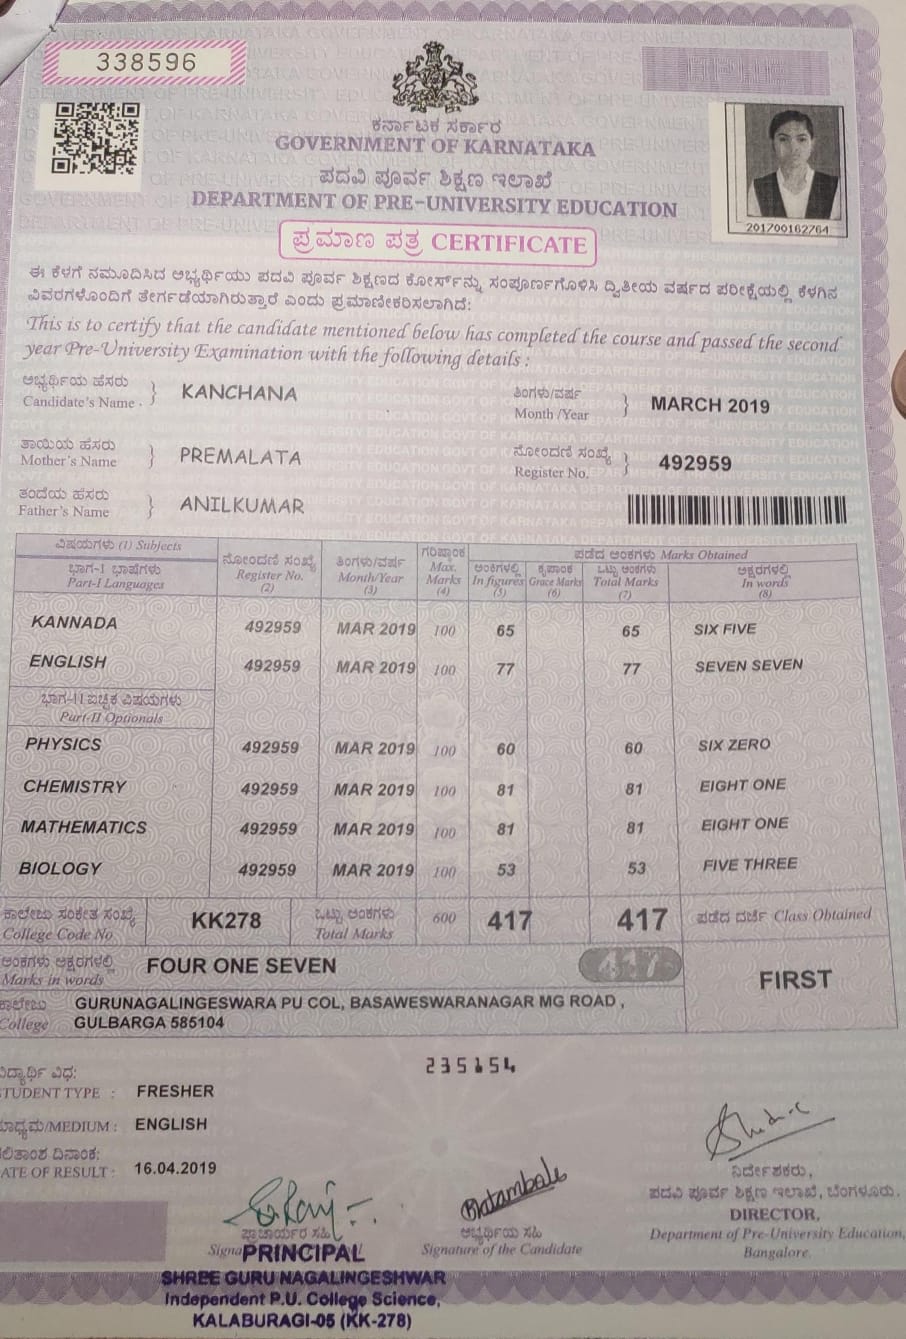 338596
ಕರ್ನಾಟಕ ಸರ್ಕಾರ
GOVERNMENT OF KARNATAKA
ಪದವಿ ಪೂರ್ವ ಶಿಕ್ಷಣ ಇಲಾಖೆ
DEPARTMENT OF PRE-UNIVERSITY EDUCATION
201700162764
ಪ್ರಮಾಣ ಪತ್ರ CERTIFICATE
ಈ ಕೆಳಗೆ ನಮೂದಿಸಿದ ಅಭ್ಯರ್ಥಿಯು ಪದವಿ ಪೂರ್ವ ಶಿಕ್ಷಣದ ಕೋರ್ಸ್‌ನ್ನು ಸಂಪೂರ್ಣಗೊಳಿಸಿ ದ್ವಿತೀಯ ವರ್ಷದ ಪರೀಕ್ಷೆಯಲ್ಲಿ ಕೆಳಗಿನ
ವಿವರಗಳೊಂದಿಗೆ ತೇರ್ಗಡೆಯಾಗಿರುತ್ತಾರೆ ಎಂದು ಪ್ರಮಾಣೀಕರಿಸಲಾಗಿದೆ:
This is to certify that the candidate mentioned below has completed the course and passed the second
year Pre-University Examination with the following details :
ಅಭ್ಯರ್ಥಿಯ ಹೆಸರು
Candidate's Name . } KANCHANA
ತಿಂಗಳು/ವರ್ಷ
Month /Year } MARCH 2019
ತಾಯಿಯ ಹೆಸರು
Mother's Name } PREMALATA
ನೋಂದಣಿ ಸಂಖ್ಯೆ
Register No. } 492959
ತಂದೆಯ ಹೆಸರು
Father's Name } ANILKUMAR
ವಿಷಯಗಳು (1) Subjects
ಭಾಗ-I ಭಾಷೆಗಳು
Part-I Languages
ನೋಂದಣಿ ಸಂಖ್ಯೆ
Register No.
(2)
ತಿಂಗಳು/ವರ್ಷ
Month/Year
(3)
ಗರಿಷ್ಠಾಂಕ
Max.
Marks
(4)
ಪಡೆದ ಅಂಕಗಳು Marks Obtained
ಅಂಕಗಳಲ್ಲಿ
In figures
(5)
ಕೃಪಾಂಕ
Grace Marks
(6)
ಒಟ್ಟು ಅಂಕಗಳು
Total Marks
(7)
ಅಕ್ಷರಗಳಲ್ಲಿ
In words
(8)
KANNADA 492959 MAR 2019 100 65 65 SIX FIVE
ENGLISH 492959 MAR 2019 100 77 77 SEVEN SEVEN
ಭಾಗ-II ಐಚ್ಛಿಕ ವಿಷಯಗಳು
Part-II Optionals
PHYSICS 492959 MAR 2019 100 60 60 SIX ZERO
CHEMISTRY 492959 MAR 2019 100 81 81 EIGHT ONE
MATHEMATICS 492959 MAR 2019 100 81 81 EIGHT ONE
BIOLOGY 492959 MAR 2019 100 53 53 FIVE THREE
ಕಾಲೇಜು ಸಂಕೇತ ಸಂಖ್ಯೆ
College Code No. KK278
ಒಟ್ಟು ಅಂಕಗಳು
Total Marks 600 417 417
ಪಡೆದ ದರ್ಜೆ Class Obtained
ಅಂಕಗಳು ಅಕ್ಷರಗಳಲ್ಲಿ
Marks in words FOUR ONE SEVEN
417
FIRST
ಕಾಲೇಜು
College
GURUNAGALINGESWARA PU COL, BASAWESWARANAGAR MG ROAD ,
GULBARGA 585104
235154
ವಿದ್ಯಾರ್ಥಿ ವಿಧ:
STUDENT TYPE : FRESHER
MEDIUM : ENGLISH
ದಿನಾಂಕ:
ATE OF RESULT : 16.04.2019
ಪ್ರಾಚಾರ್ಯರ ಸಹಿ
Signa
PRINCIPAL
SHREE GURU NAGALINGESHWAR
Independent P.U. College Science,
KALABURAGI-05 (KK-278)
ಅಭ್ಯರ್ಥಿಯ ಸಹಿ
Signature of the Candidate
ನಿರ್ದೇಶಕರು,
ಪದವಿ ಪೂರ್ವ ಶಿಕ್ಷಣ ಇಲಾಖೆ, ಬೆಂಗಳೂರು.
DIRECTOR,
Department of Pre-University Education,
Bangalore.